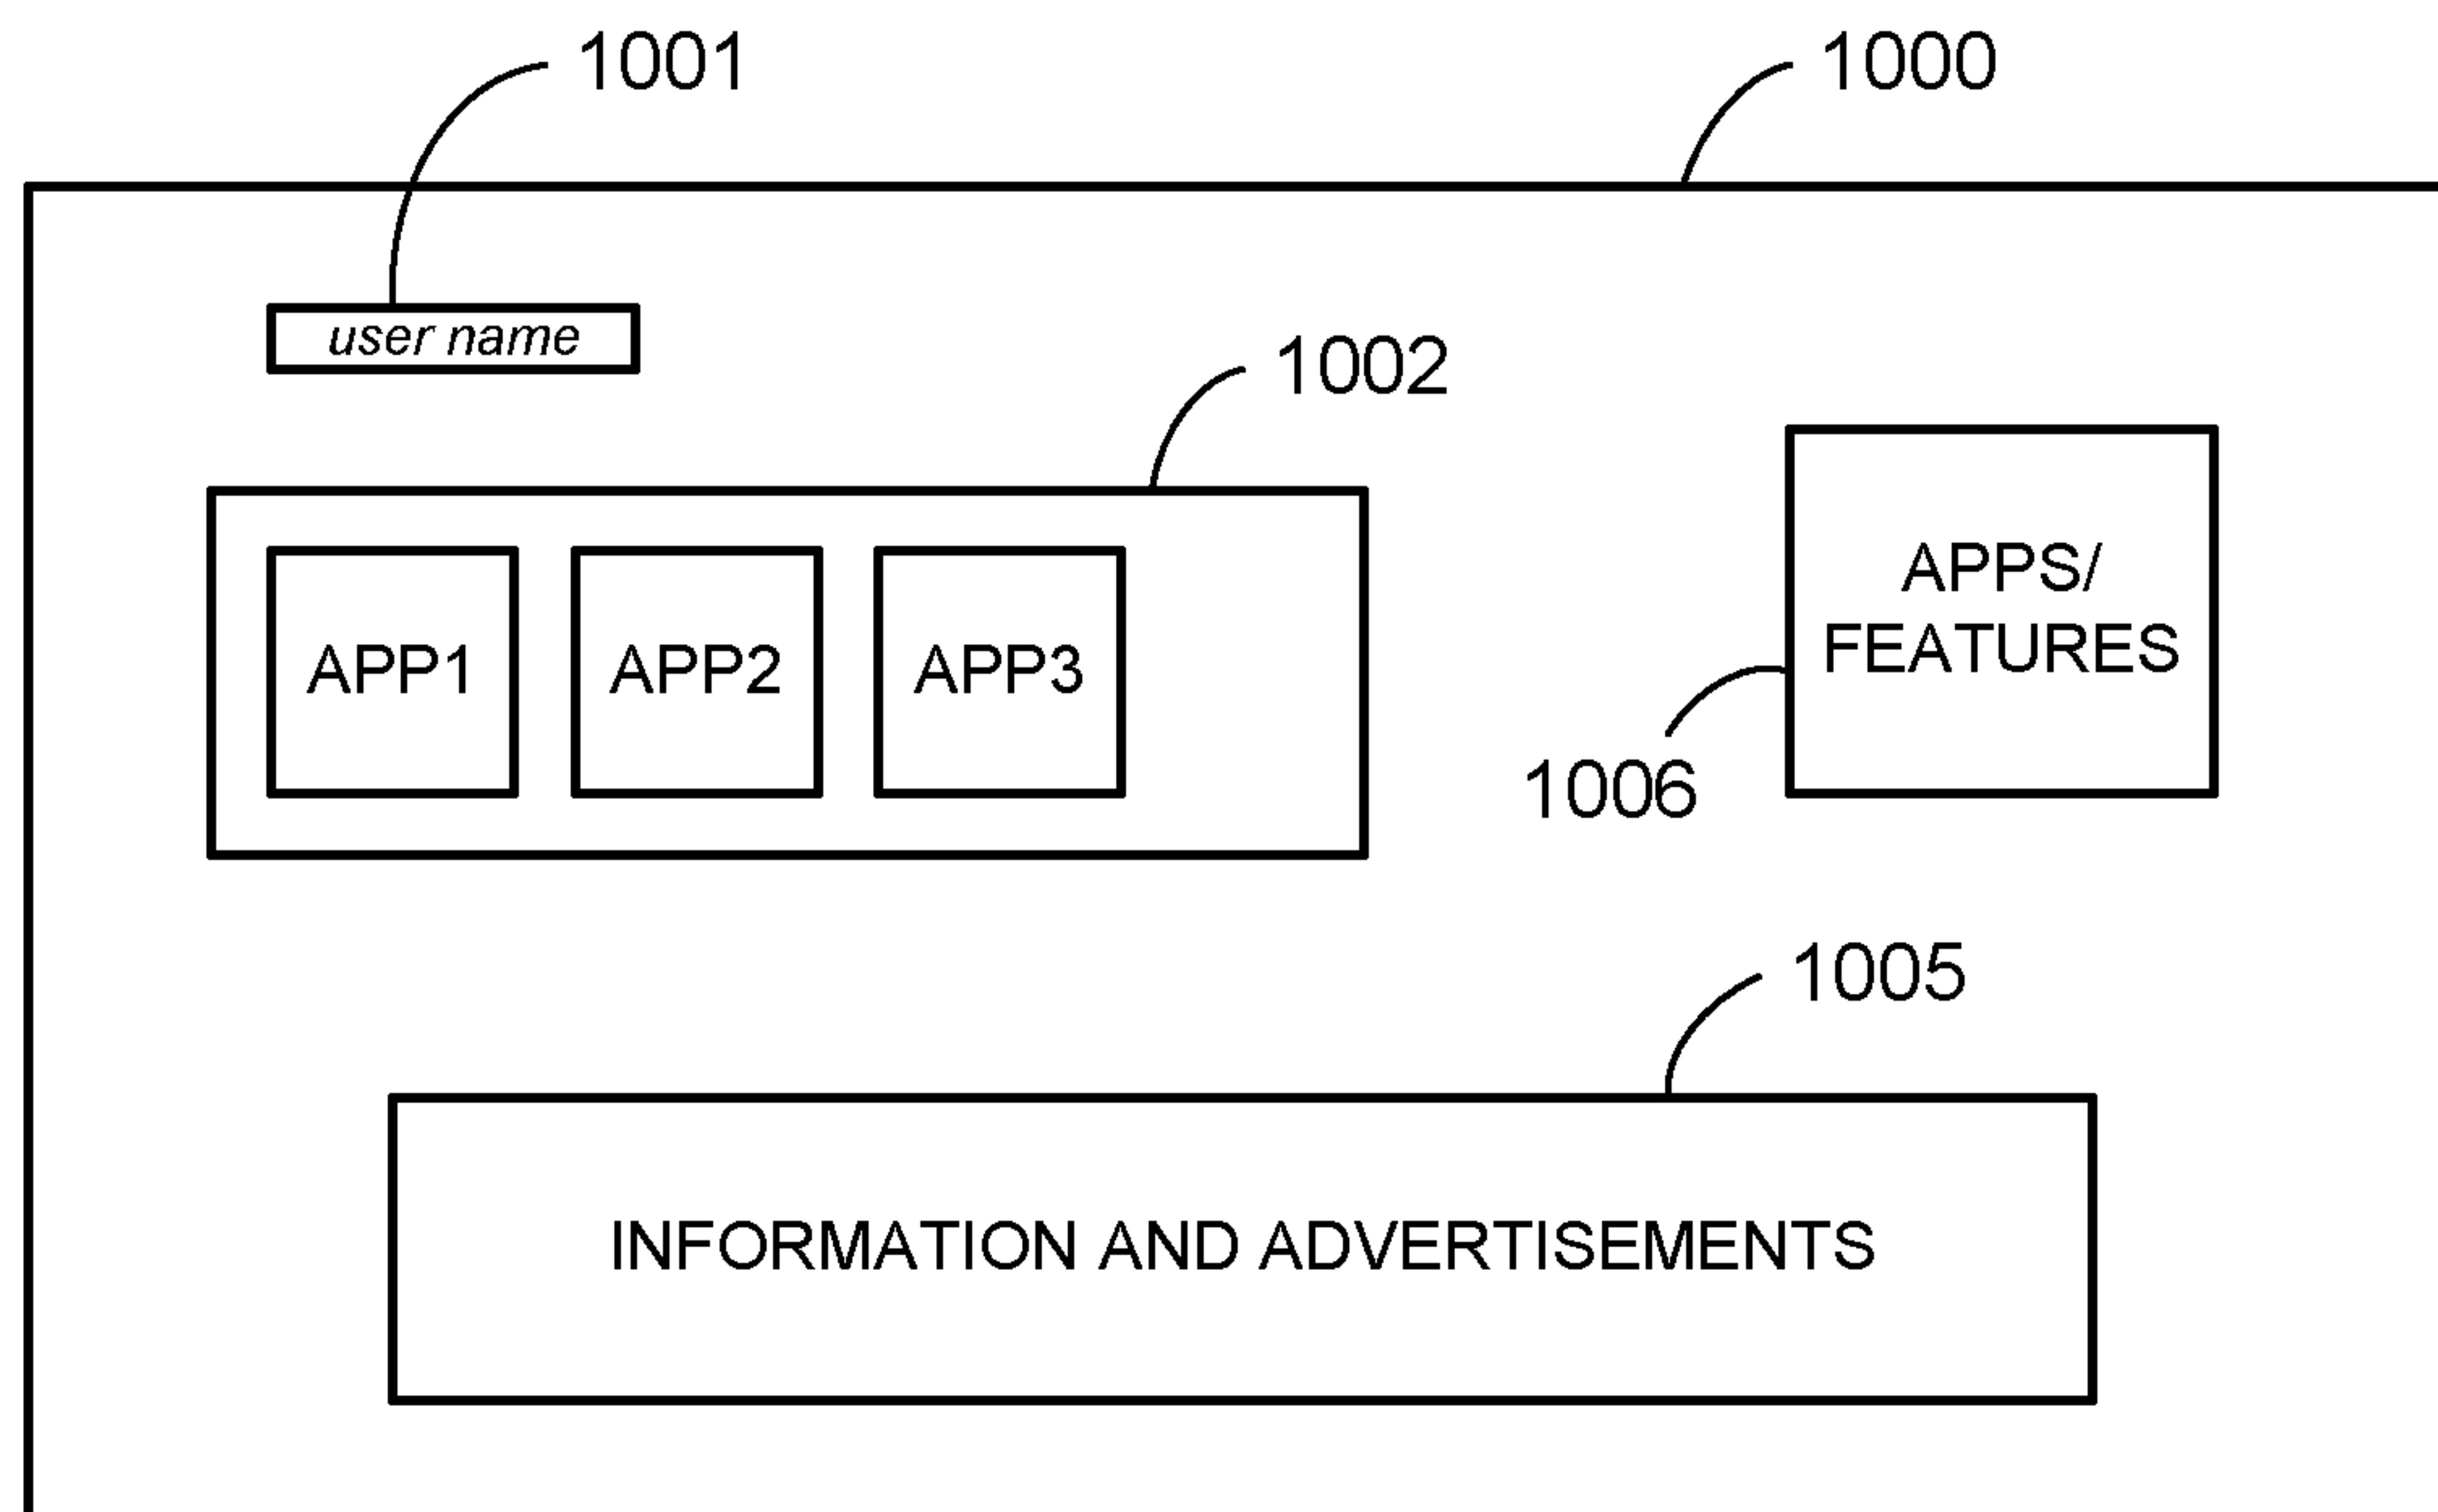 1001
1000
user name
1002
APP1
APP2
APP3
APPS/
FEATURES
1006
1005
INFORMATION AND ADVERTISEMENTS